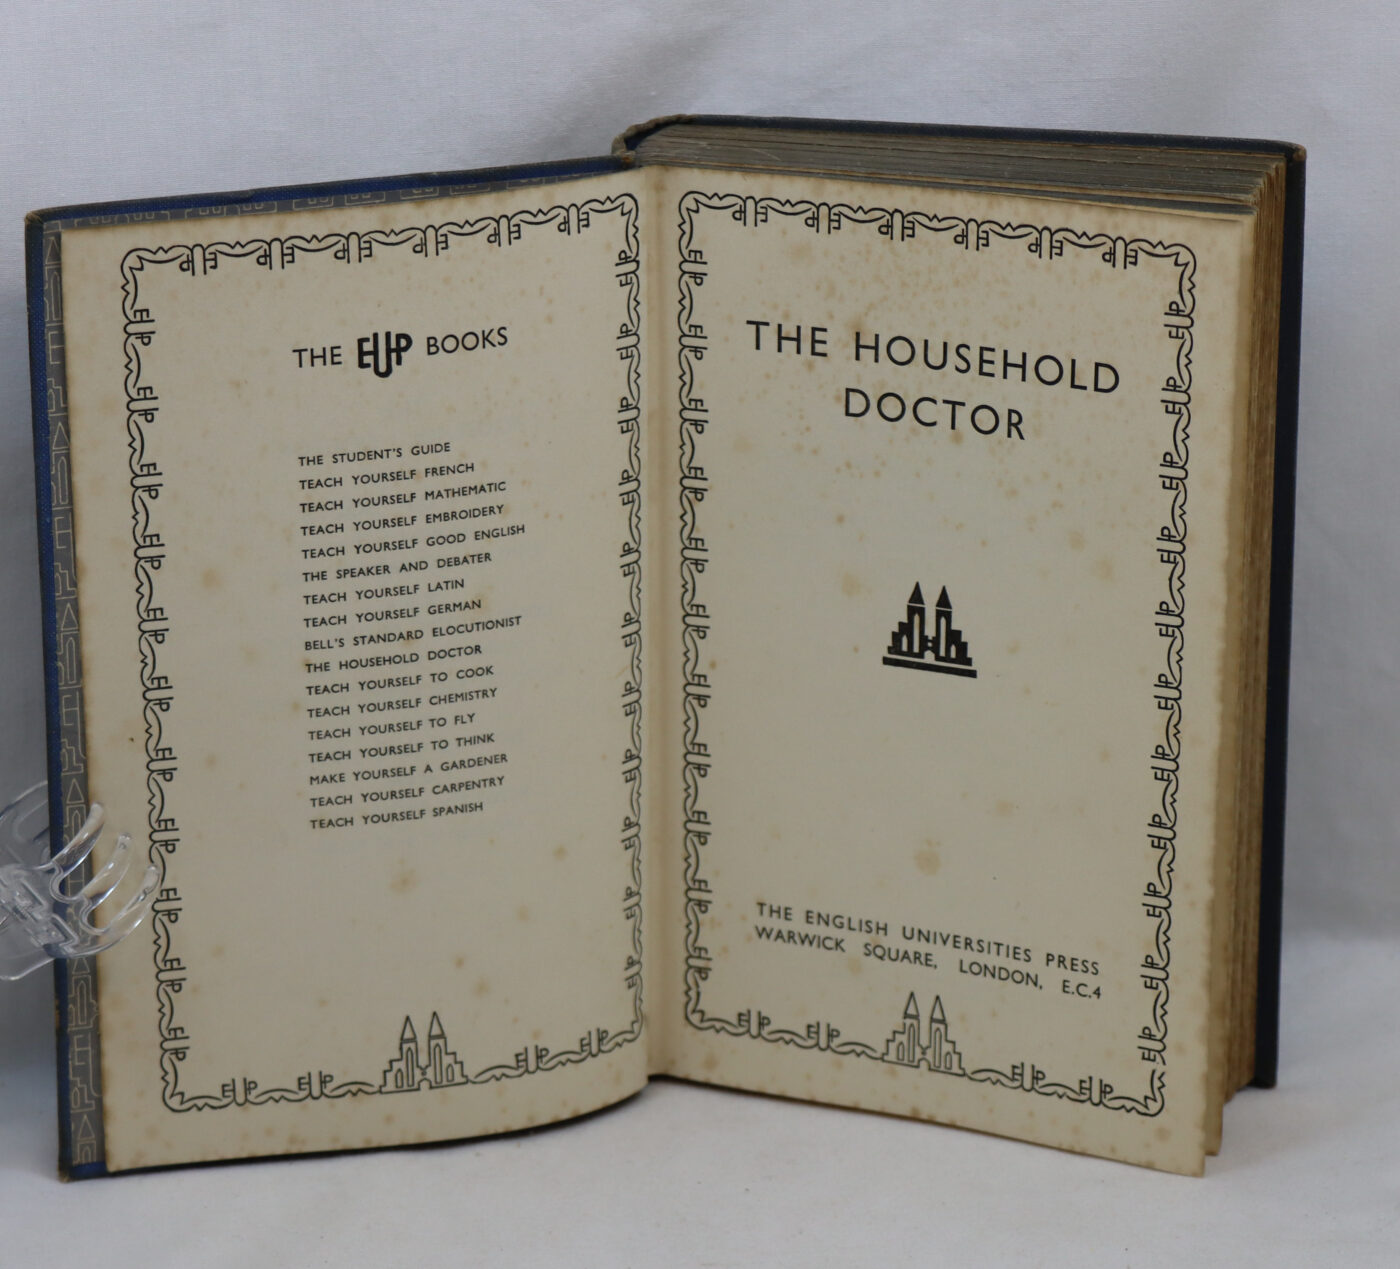 THE EUP BOOKS
THE STUDENT'S GUIDE
TEACH YOURSELF FRENCH
TEACH YOURSELF MATHEMATIC
TEACH YOURSELF EMBROIDERY
TEACH YOURSELF GOOD ENGLISH
THE SPEAKER AND DEBATER
TEACH YOURSELF LATIN
TEACH YOURSELF GERMAN
BELL'S STANDARD ELOCUTIONIST
THE HOUSEHOLD DOCTOR
TEACH YOURSELF TO COOK
TEACH YOURSELF CHEMISTRY
TEACH YOURSELF TO FLY
TEACH YOURSELF TO THINK
MAKE YOURSELF A GARDENER
TEACH YOURSELF CARPENTRY
TEACH YOURSELF SPANISH
THE HOUSEHOLD
DOCTOR
THE ENGLISH UNIVERSITIES PRESS
WARWICK SQUARE, LONDON, E.C.4